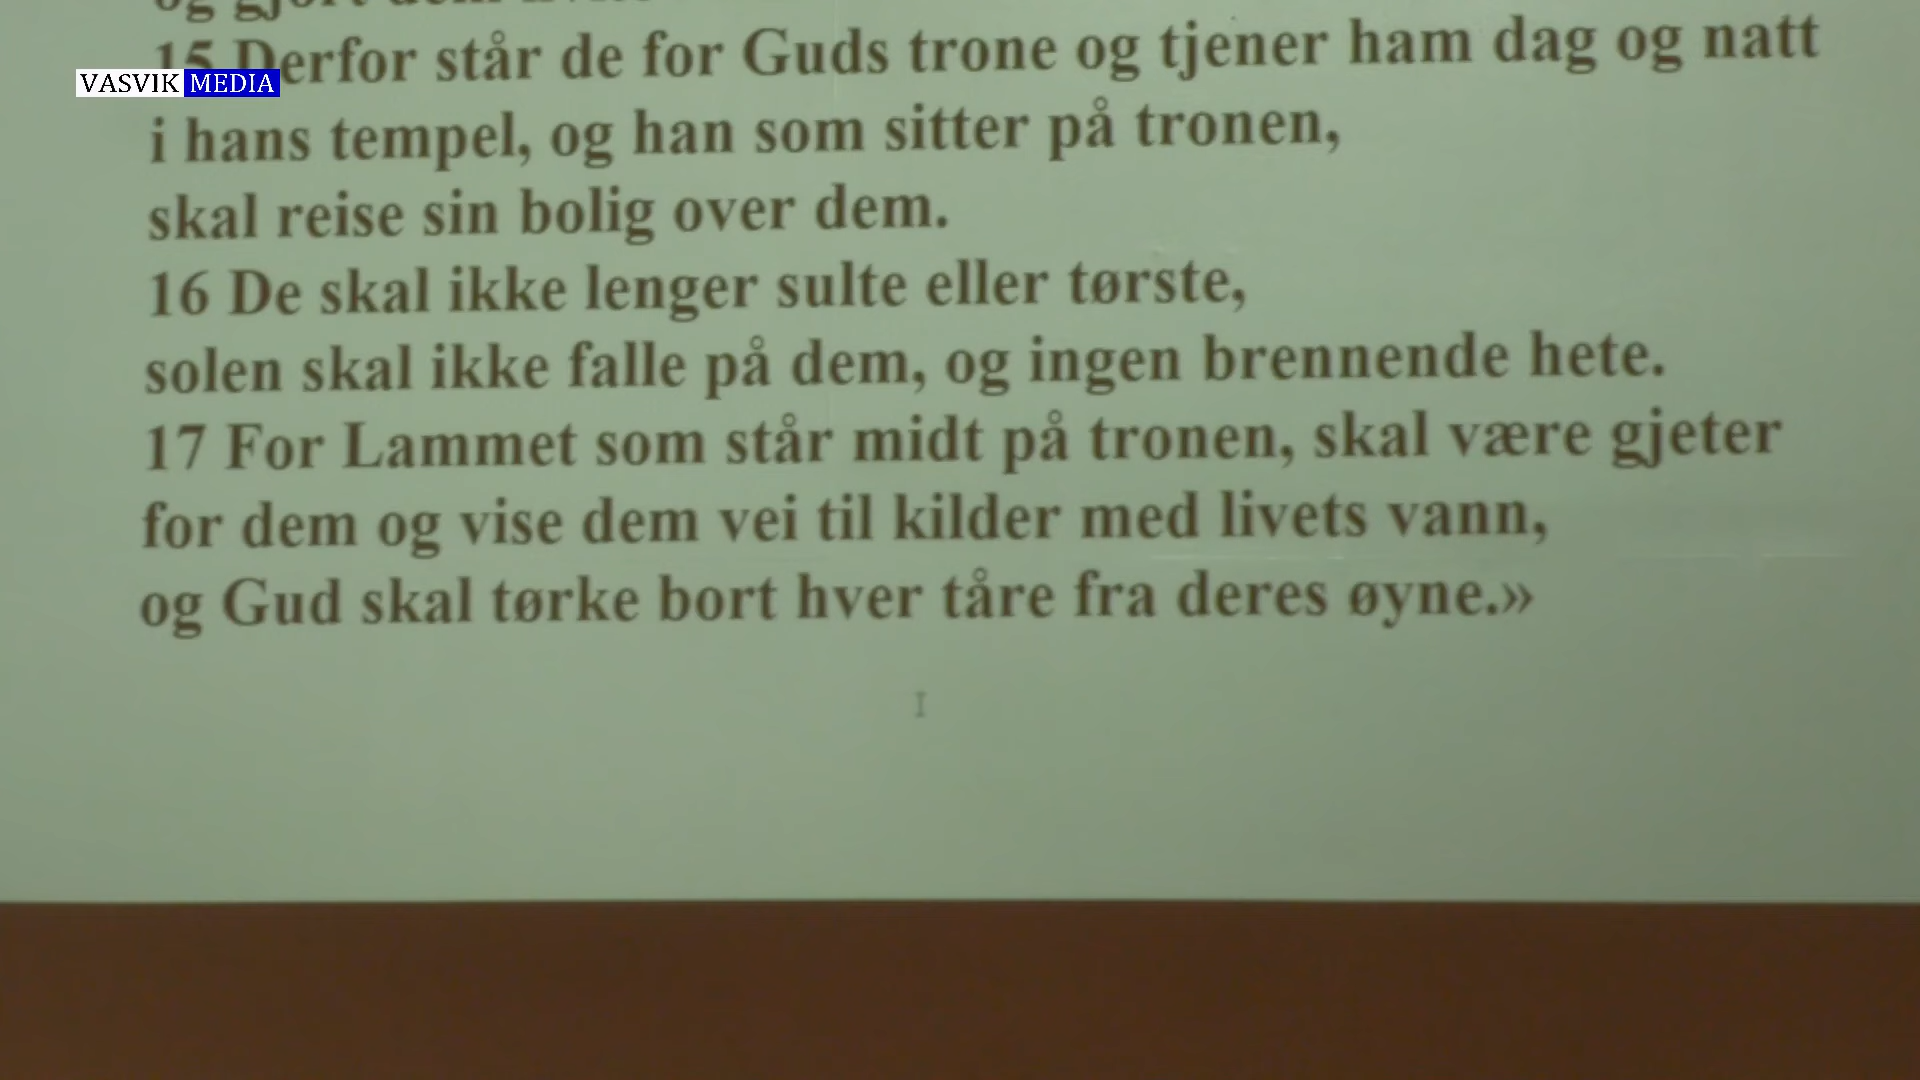 15 Derfor står de for Guds trone og tjener ham dag og natt
VASVIK MEDIA
i hans tempel, og han som sitter på tronen,
skal reise sin bolig over dem.
16 De skal ikke lenger sulte eller tørste,
solen skal ikke falle på dem, og ingen brennende hete.
17 For Lammet som står midt på tronen, skal være gjeter
for dem og vise dem vei til kilder med livets vann,
og Gud skal tørke bort hver tåre fra deres øyne.»